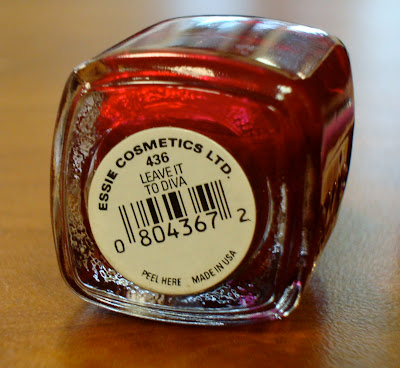 ESSIE COSMETICS LTD.
436
LEAVE IT
TO DIVA
0 804367 2
PEEL HERE MADE IN USA